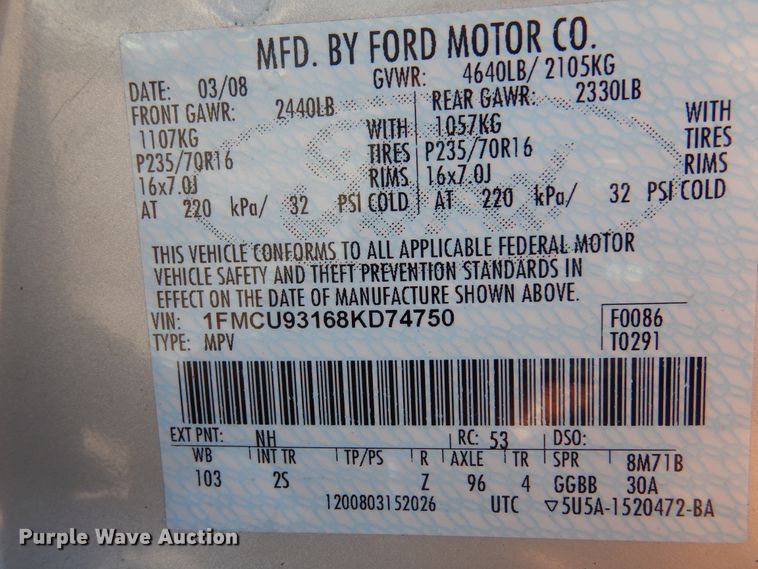 MFD. BY FORD MOTOR CO.
DATE: 03/08 GVWR: 4640LB/ 2105KG
FRONT GAWR: 2440LB REAR GAWR: 2330LB
1107KG WITH 1057KG WITH
P235/70R16 TIRES P235/70R16 TIRES
16x7.0J RIMS 16x7.0J RIMS
AT 220 kPa/ 32 PSI COLD AT 220 kPa/ 32 PSI COLD
THIS VEHICLE CONFORMS TO ALL APPLICABLE FEDERAL MOTOR
VEHICLE SAFETY AND THEFT PREVENTION STANDARDS IN
EFFECT ON THE DATE OF MANUFACTURE SHOWN ABOVE.
VIN: 1FMCU93168KD74750 F0086
TYPE: MPV T0291
EXT PNT: NH RC: 53 DSO:
WB INT TR TP/PS R AXLE TR SPR 8M71B
103 2S Z 96 4 GGBB 30A
1200803152026 UTC ▽5U5A-1520472-BA
Purple Wave Auction